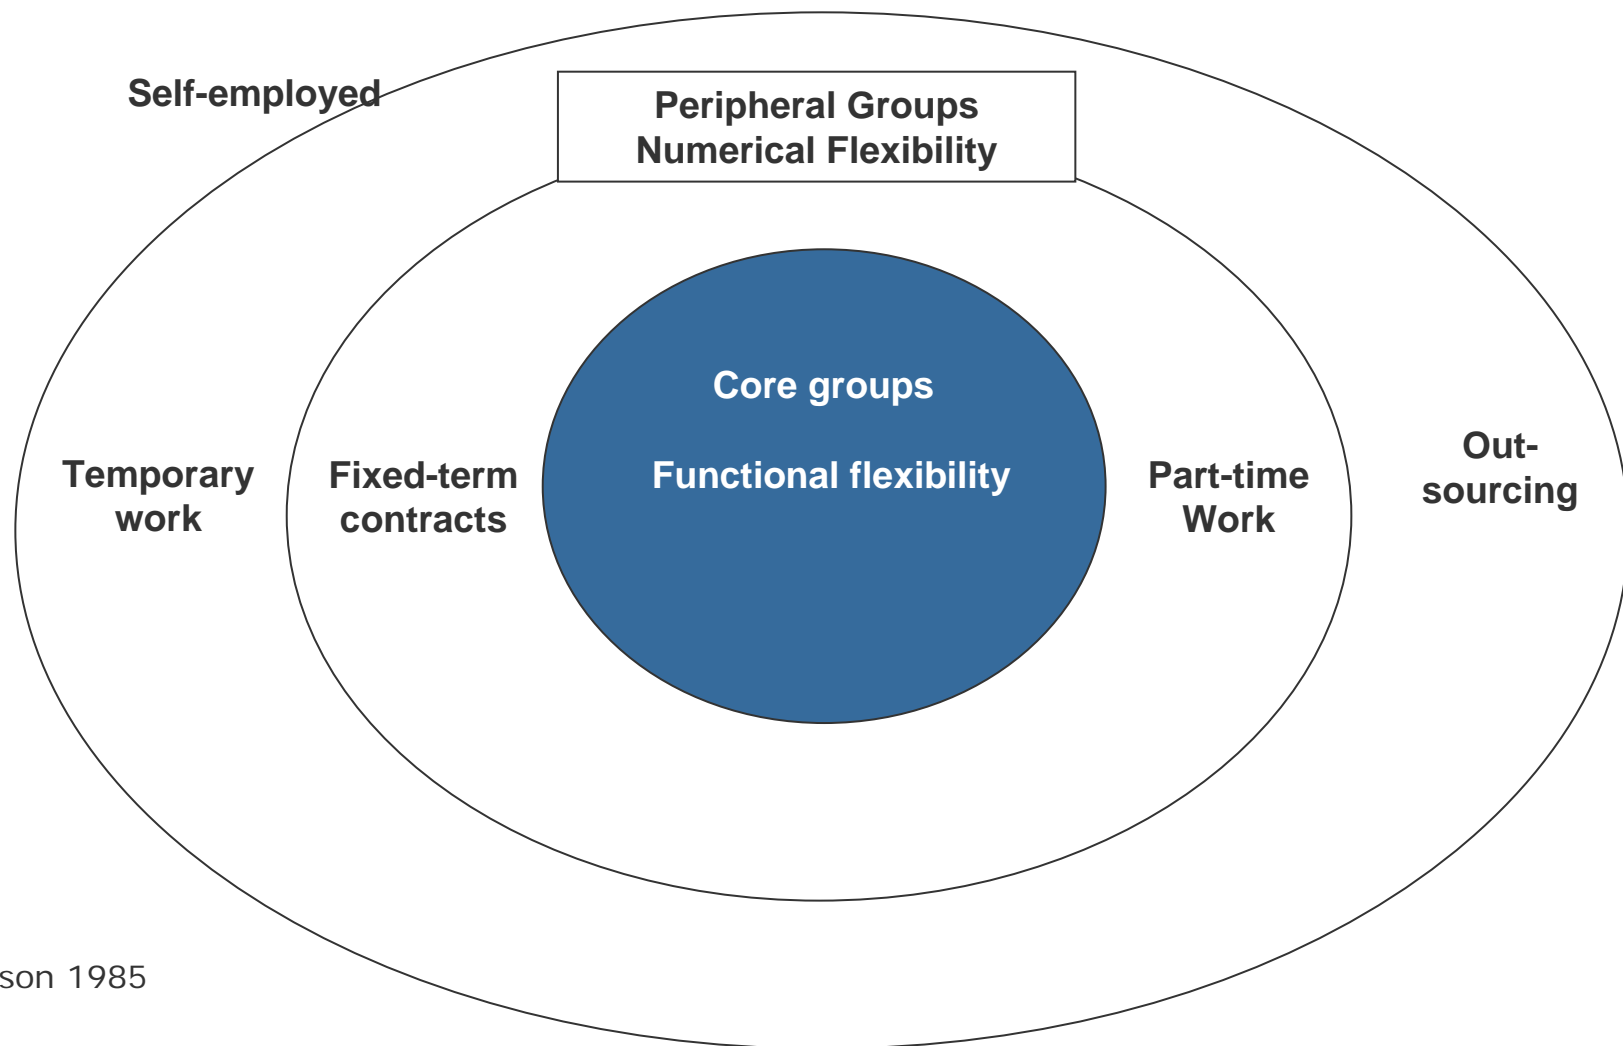 Self-employed
Peripheral Groups
Numerical Flexibility
Core groups
Functional flexibility
Temporary
work
Fixed-term
contracts
Part-time
Work
Out-
sourcing
son 1985